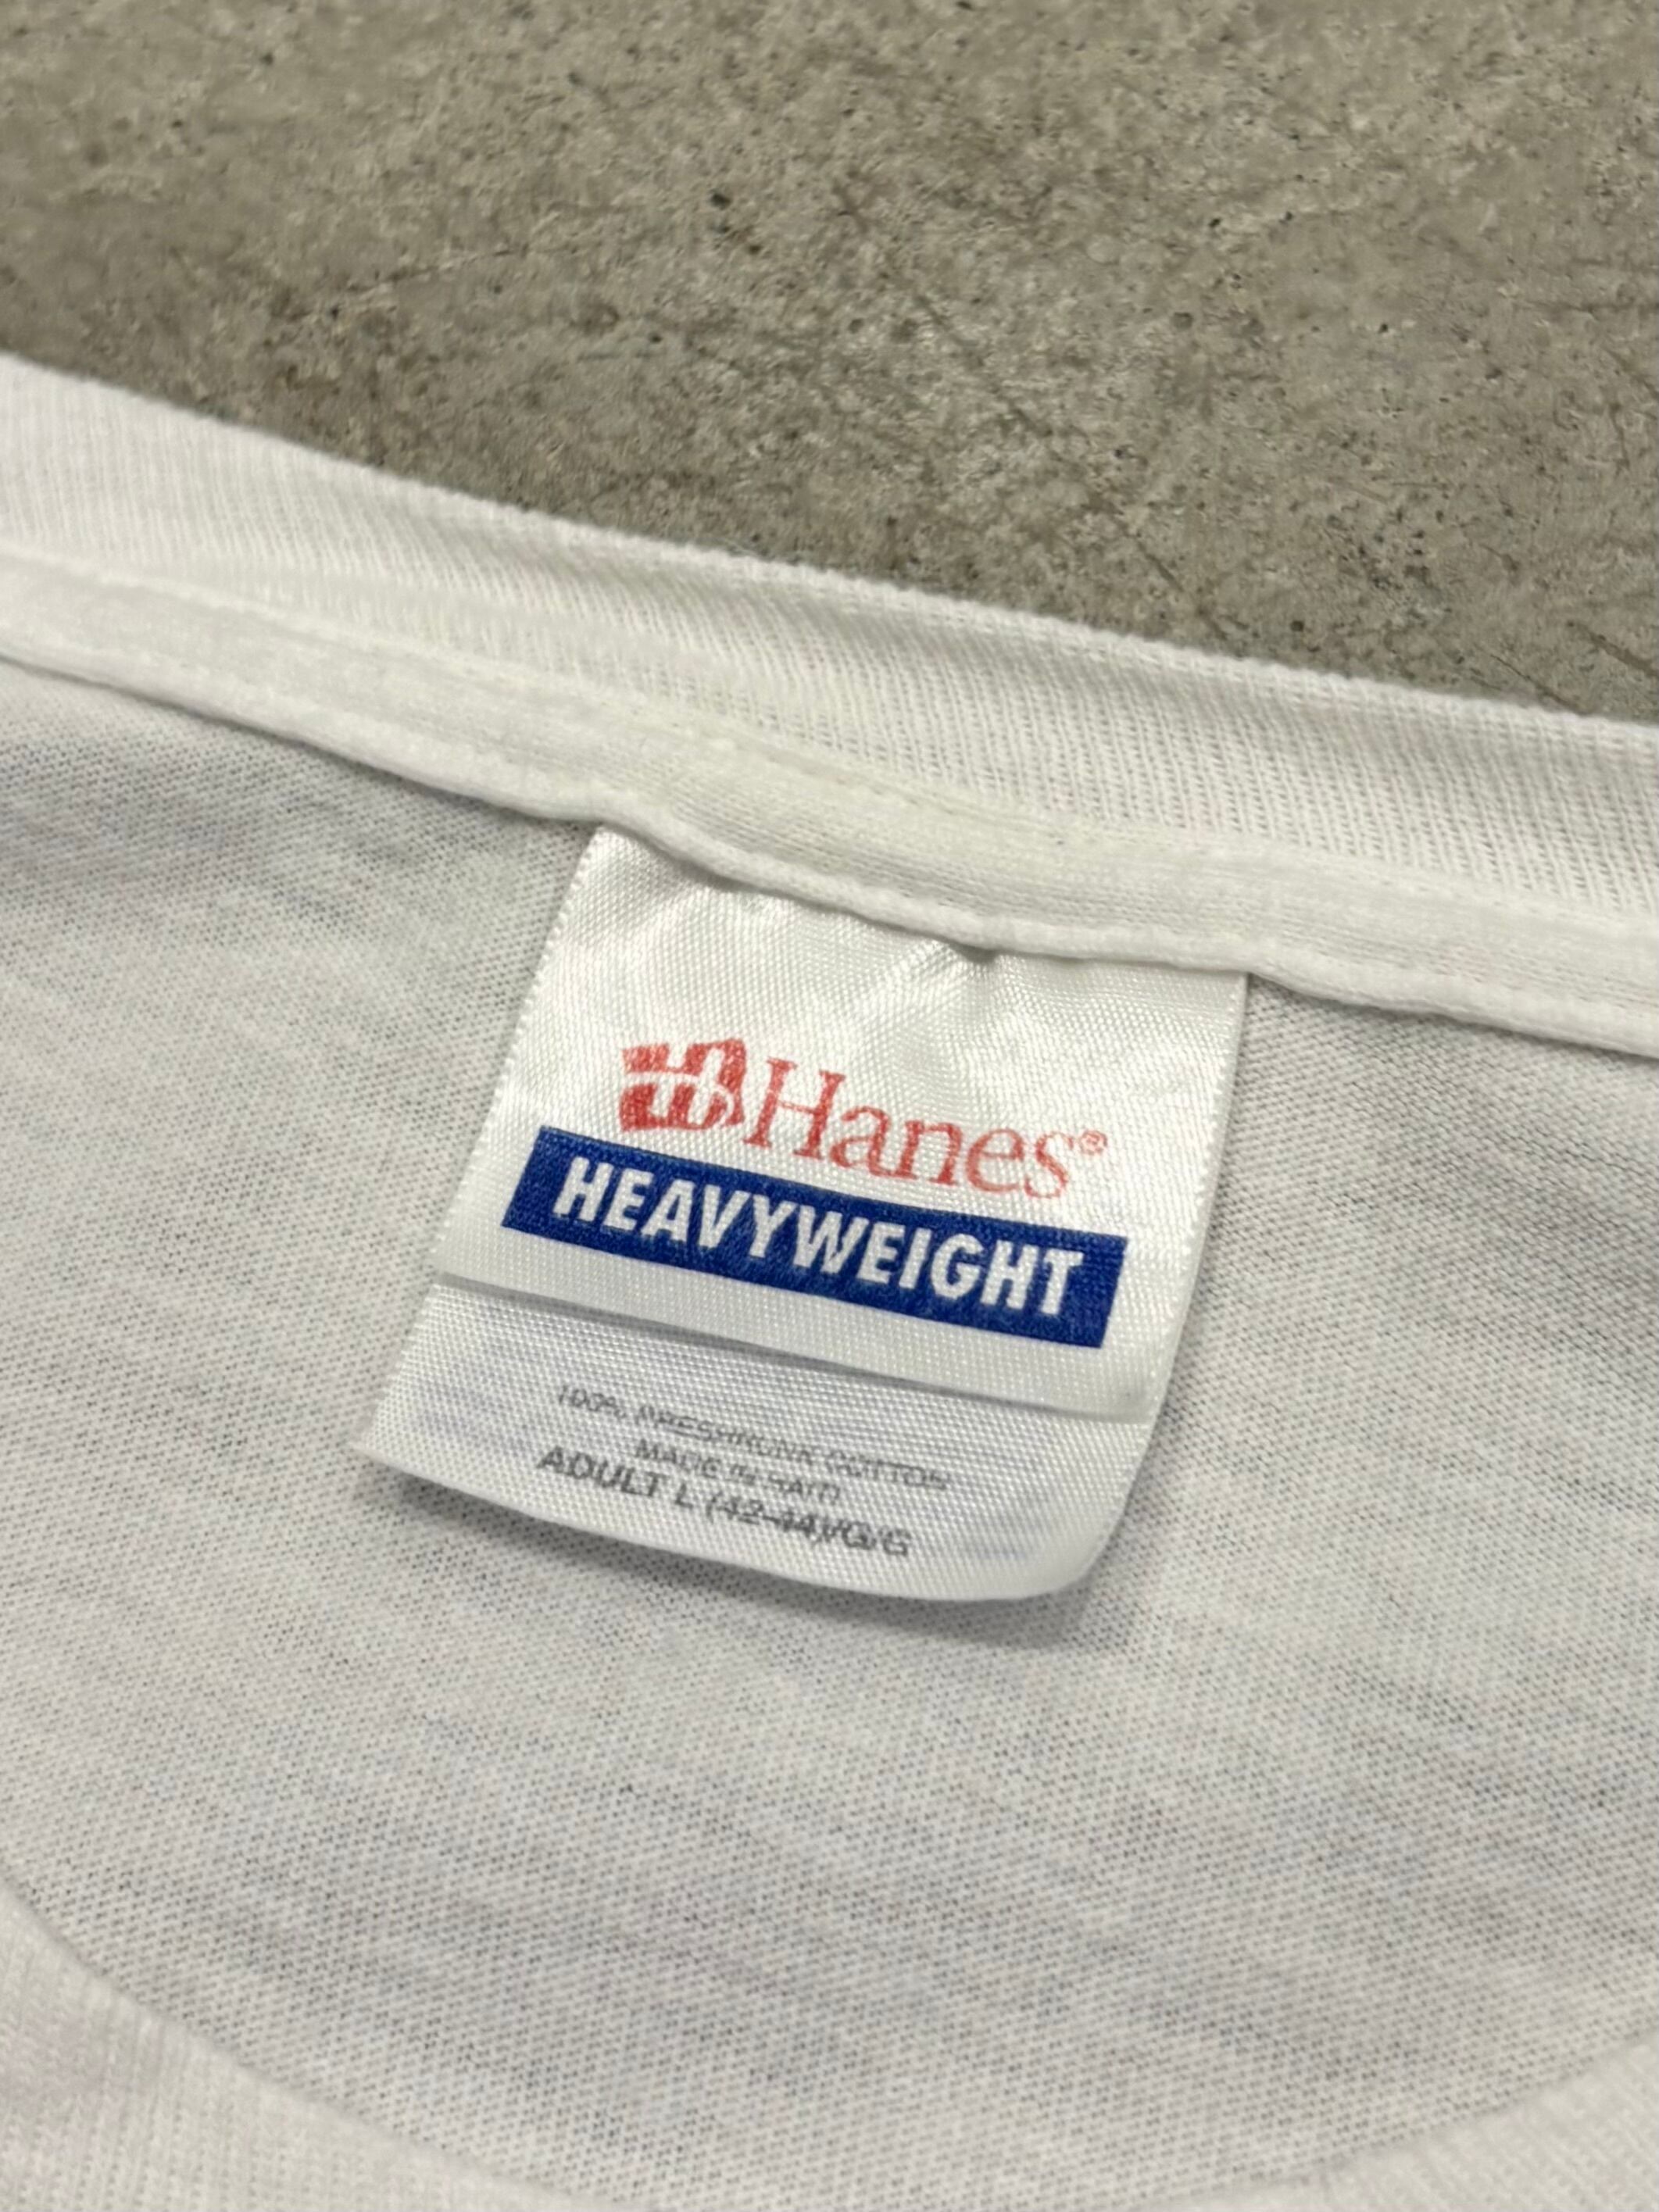 Hanes®
HEAVYWEIGHT
100% PRESHRUNK COTTON
MADE IN HAITI
ADULT L (42-44)/G/G